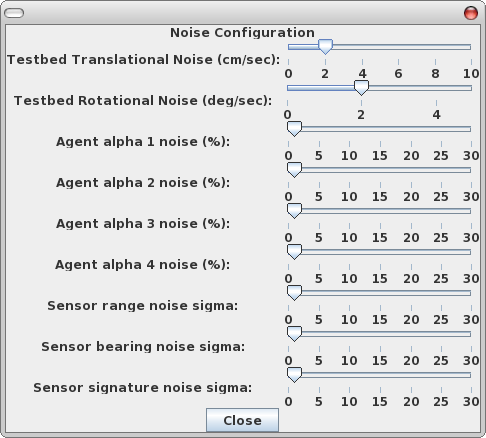 Noise Configuration
Testbed Translational Noise (cm/sec):
0 2 4 6 8 10
Testbed Rotational Noise (deg/sec):
0 2 4
Agent alpha 1 noise (%):
0 5 10 15 20 25 30
Agent alpha 2 noise (%):
0 5 10 15 20 25 30
Agent alpha 3 noise (%):
0 5 10 15 20 25 30
Agent alpha 4 noise (%):
0 5 10 15 20 25 30
Sensor range noise sigma:
0 5 10 15 20 25 30
Sensor bearing noise sigma:
0 5 10 15 20 25 30
Sensor signature noise sigma:
0 5 10 15 20 25 30
Close